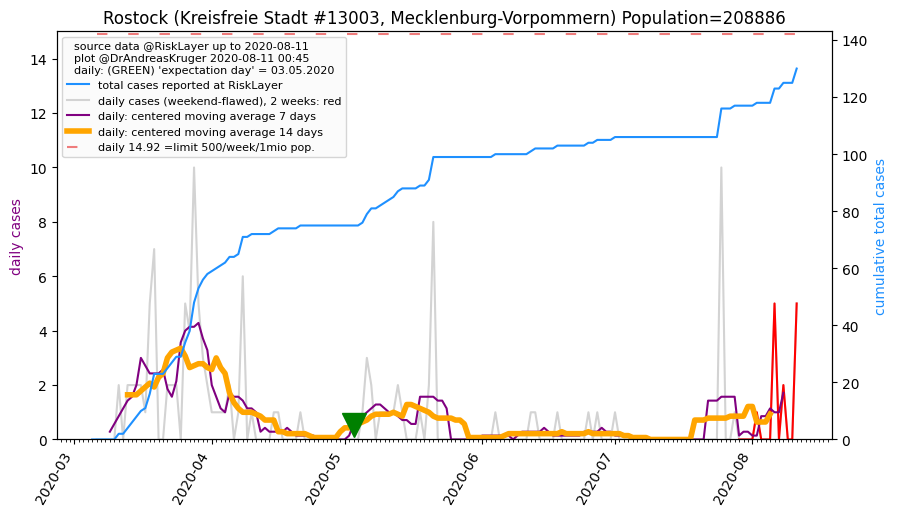 Rostock (Kreisfreie Stadt #13003, Mecklenburg-Vorpommern) Population=208886
source data @RiskLayer up to 2020-08-11
plot @DrAndreasKruger 2020-08-11 00:45
daily: (GREEN) 'expectation day' = 03.05.2020
total cases reported at RiskLayer
daily cases (weekend-flawed), 2 weeks: red
daily: centered moving average 7 days
daily: centered moving average 14 days
daily 14.92 =limit 500/week/1mio pop.
daily cases
14
12
10
8
6
4
2
0
cumulative total cases
140
120
100
80
60
40
20
0
2020-03
2020-04
2020-05
2020-06
2020-07
2020-08